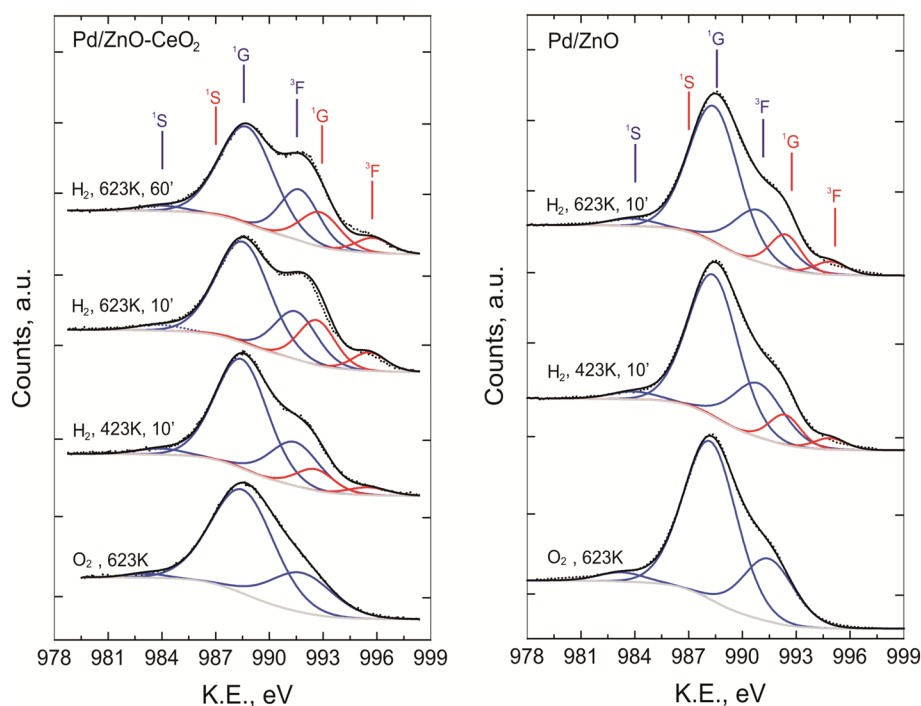 Pd/ZnO-CeO₂
¹S
¹S
¹G
³F
¹G
³F
H₂, 623K, 60'
H₂, 623K, 10'
H₂, 423K, 10'
O₂, 623K
Counts, a.u.
978 981 984 987 990 993 996 999
K.E., eV
Pd/ZnO
¹S
¹S
¹G
³F
¹G
³F
H₂, 623K, 10'
H₂, 423K, 10'
O₂, 623K
Counts, a.u.
978 981 984 987 990 993 996 999
K.E., eV